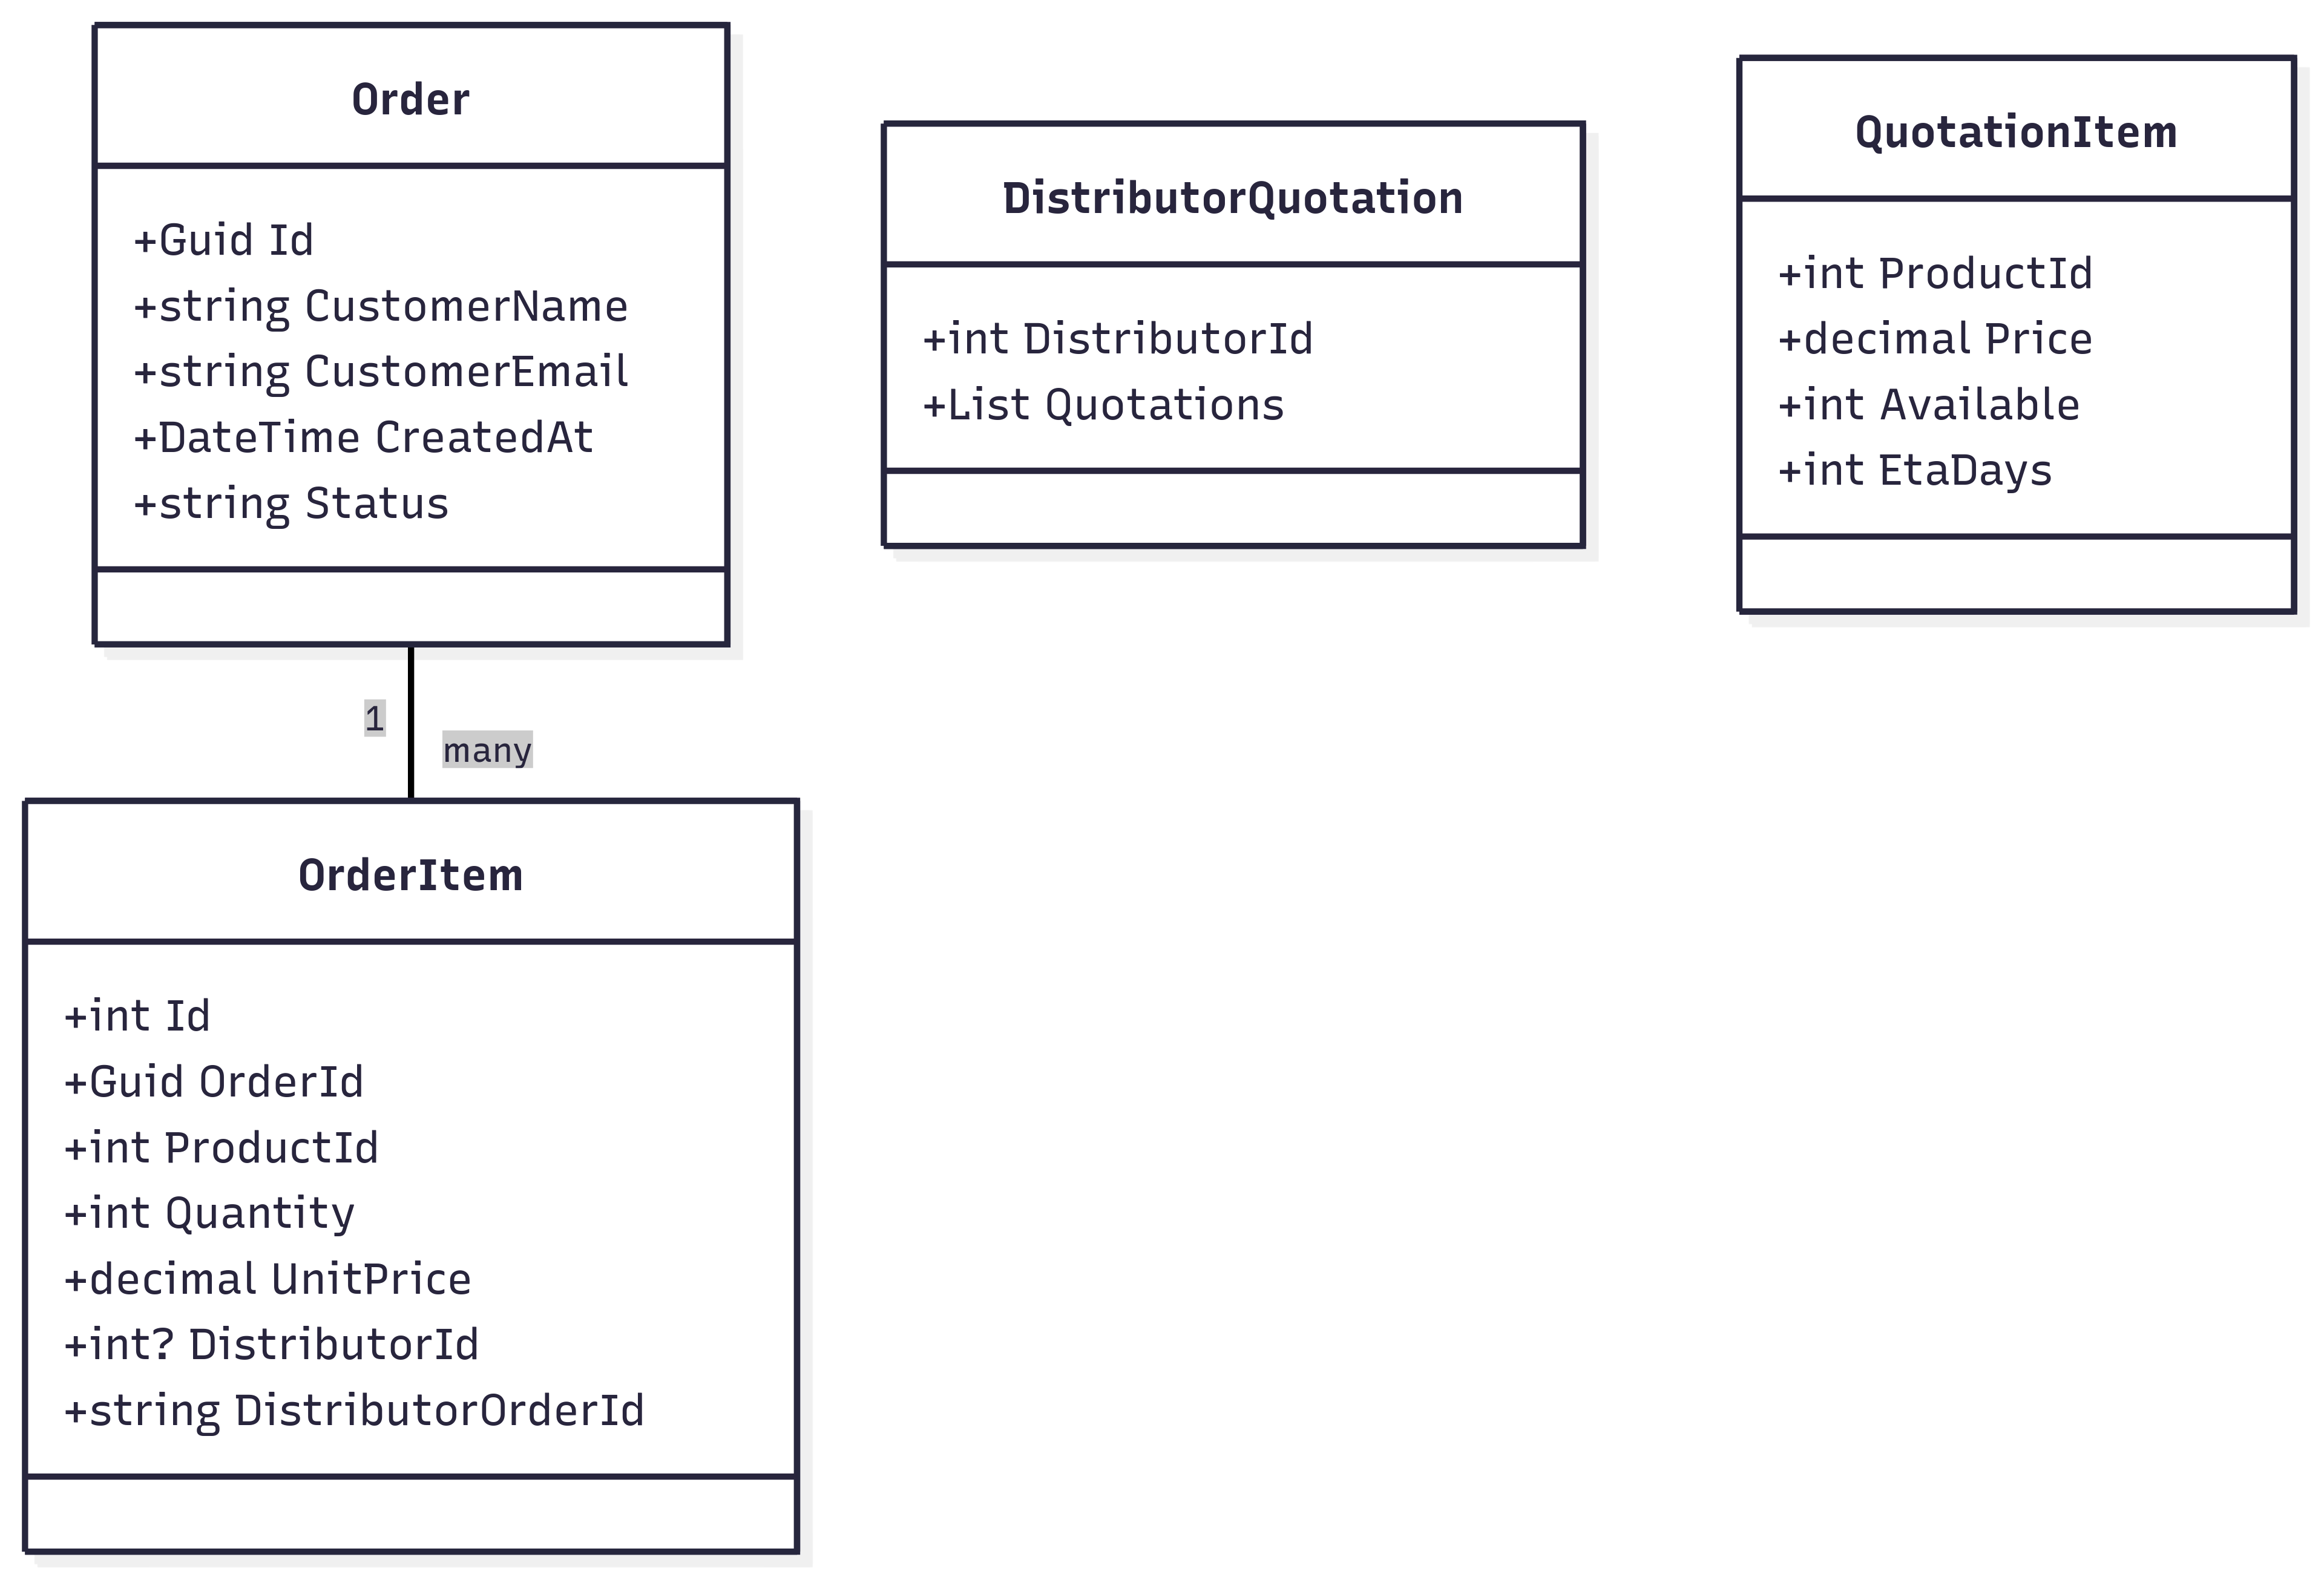 Order
+Guid Id
+string CustomerName
+string CustomerEmail
+DateTime CreatedAt
+string Status
1
many
OrderItem
+int Id
+Guid OrderId
+int ProductId
+int Quantity
+decimal UnitPrice
+int? DistributorId
+string DistributorOrderId
DistributorQuotation
+int DistributorId
+List Quotations
QuotationItem
+int ProductId
+decimal Price
+int Available
+int EtaDays